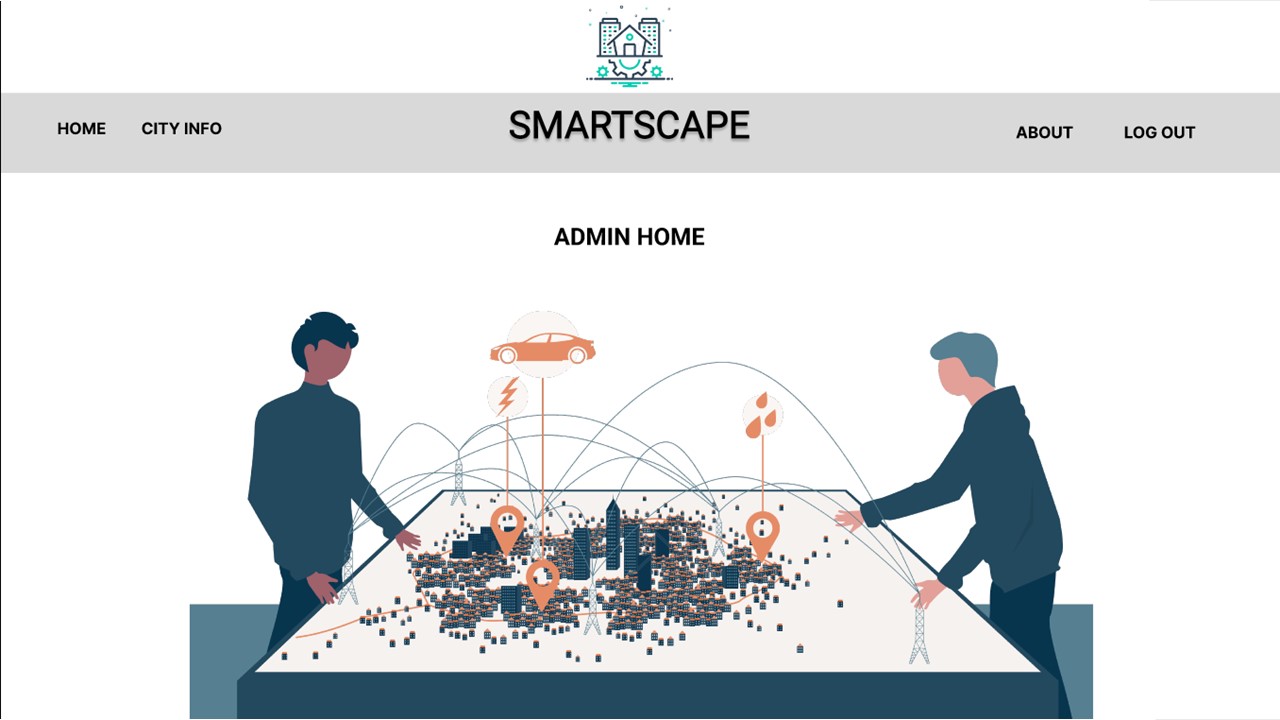 HOME
CITY INFO
SMARTSCAPE
ABOUT
LOG OUT
ADMIN HOME